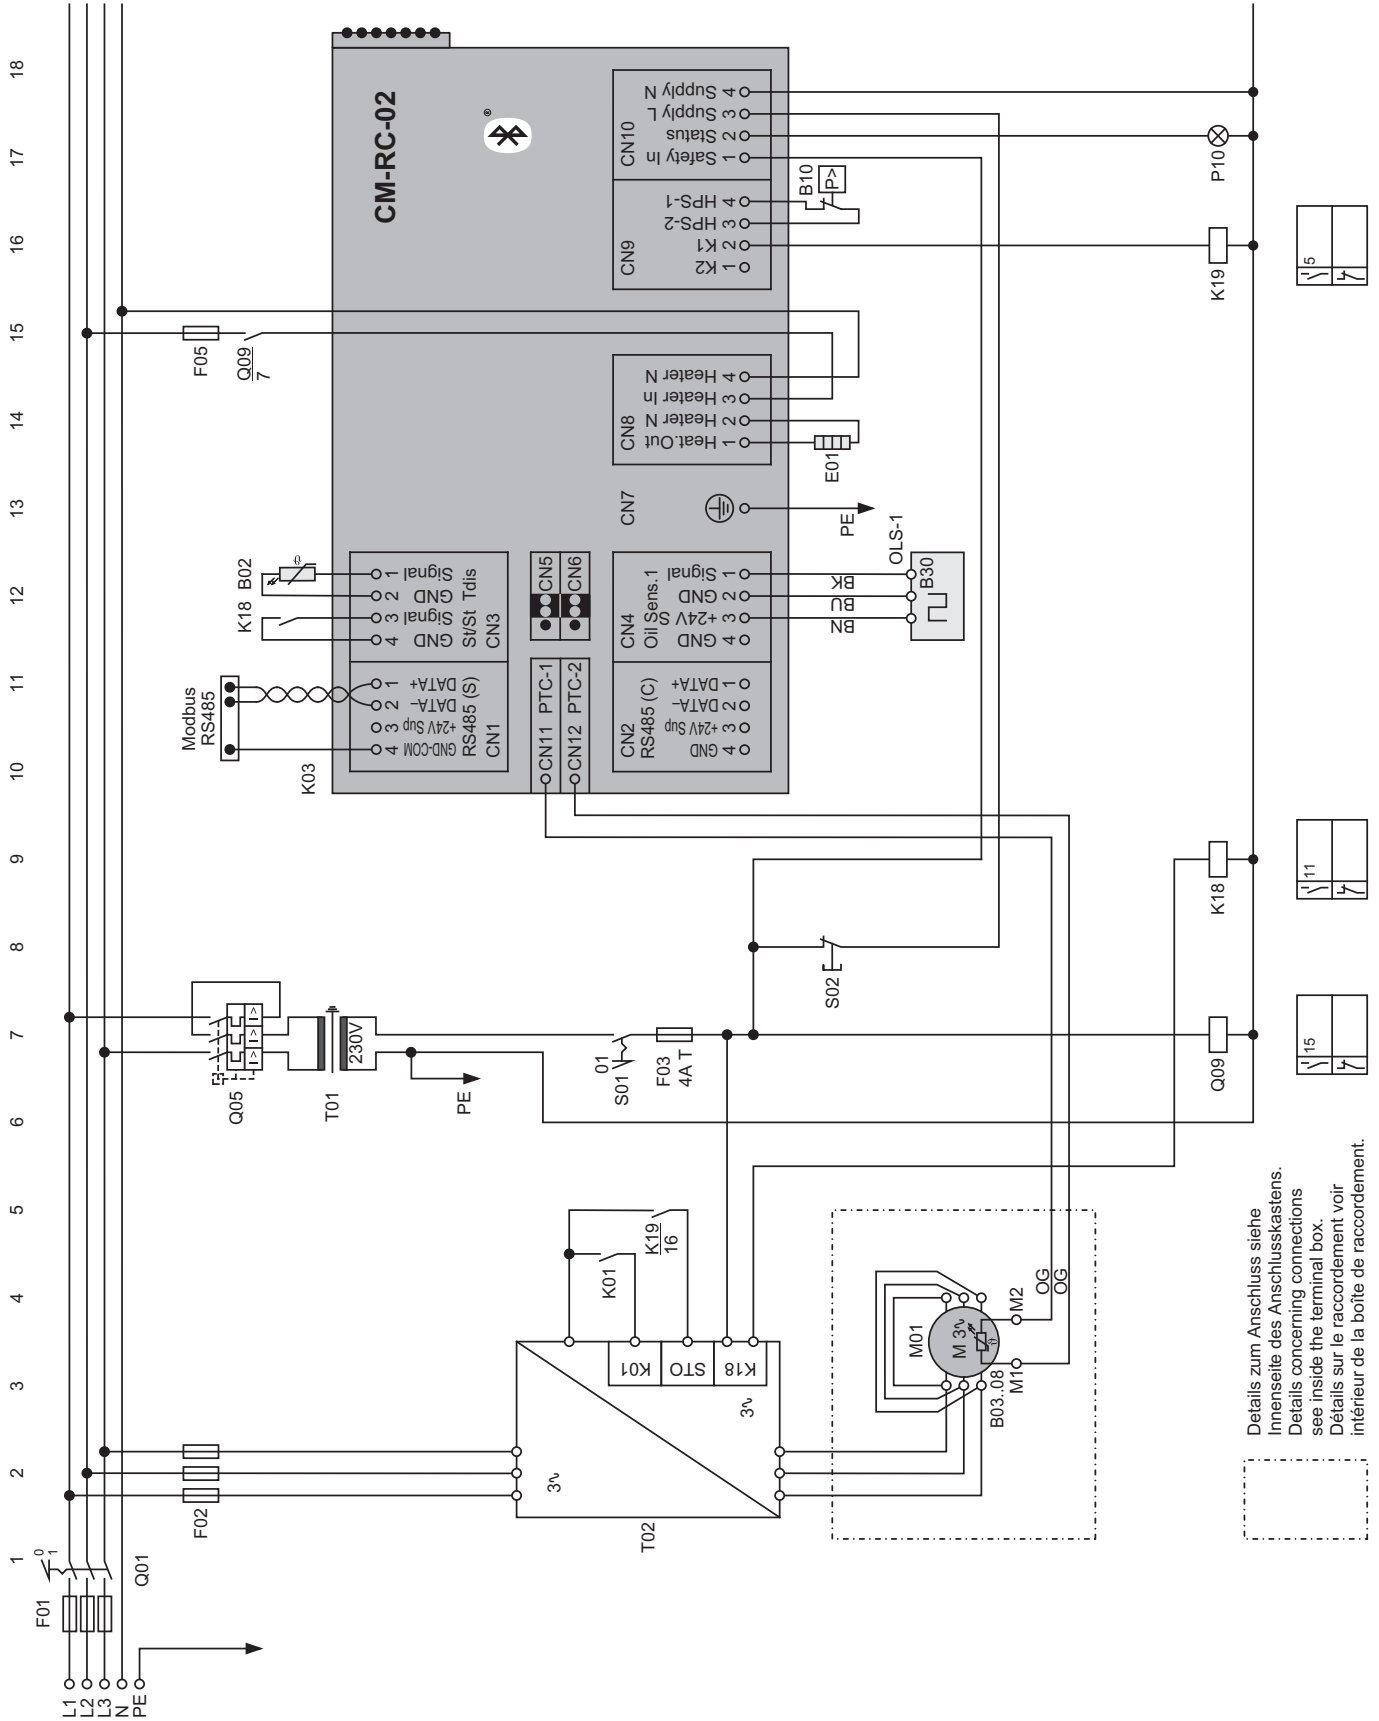 1
2
3
4
5
6
7
8
9
10
11
12
13
14
15
16
17
18
L1
L2
L3
N
PE
F01
0
1
Q01
F02
T02
3∿
3∿
K01
STO
K18
K01
K19
16
M01
M 3∿
ϑ
B03..08
M1
M2
OG
OG
Q05
I >
I >
I >
T01
230V
PE
01
S01
F03
4A T
S02
Q09
K18
K19
P10
15
11
5
Modbus
RS485
K03
K18
B02
ϑ
F05
Q09
7
CM-RC-02
®
4 GND-COM
3 +24V Sup
2 DATA–
1 DATA+
RS485 (S)
CN1
4 GND
3 Signal
2 GND
1 Signal
St/St
Tdis
CN3
CN11 PTC-1
CN12 PTC-2
CN5
CN6
CN2
RS485 (C)
GND 4
+24V Sup 3
DATA– 2
DATA+ 1
CN4
Oil Sens.1
GND 4
+24V S 3
GND 2
Signal 1
BN
BU
BK
OLS-1
B30
CN7
PE
CN8
Heat.Out 1
Heater N 2
Heater In 3
Heater N 4
E01
CN9
K2 1
K1 2
HPS-2 3
HPS-1 4
B10
P>
CN10
Safety In 1
Status 2
Supply L 3
Supply N 4
Details zum Anschluss siehe
Innenseite des Anschlusskastens.
Details concerning connections
see inside the terminal box.
Détails sur le raccordement voir
intérieur de la boîte de raccordement.